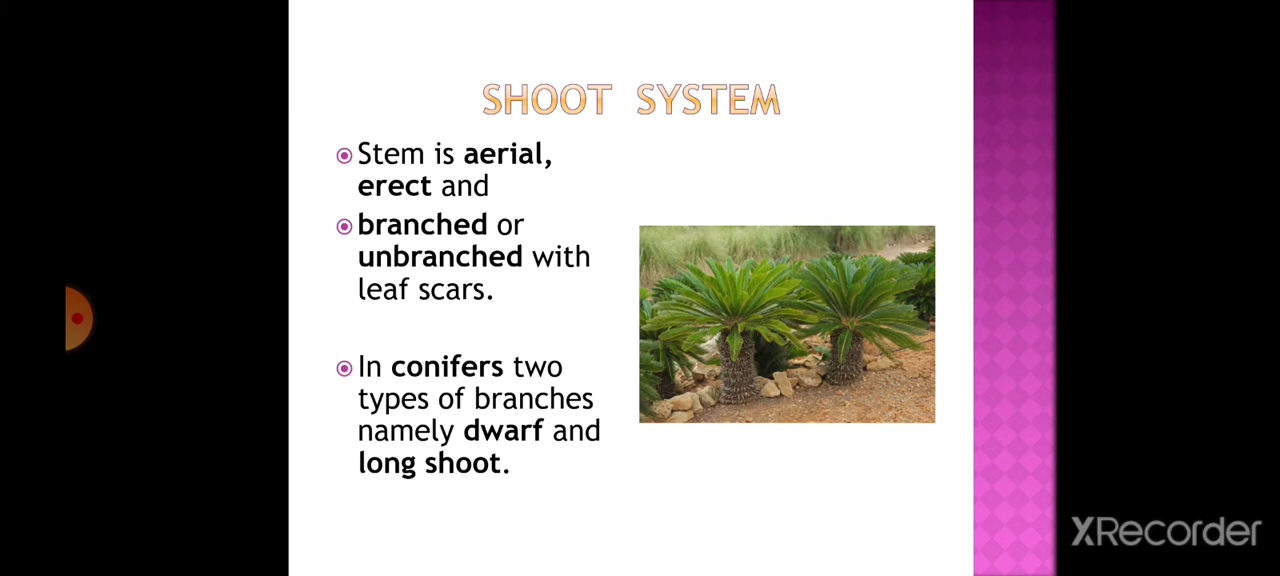 SHOOT SYSTEM
Stem is aerial,
erect and
branched or
unbranched with
leaf scars.
In conifers two
types of branches
namely dwarf and
long shoot.
XRecorder